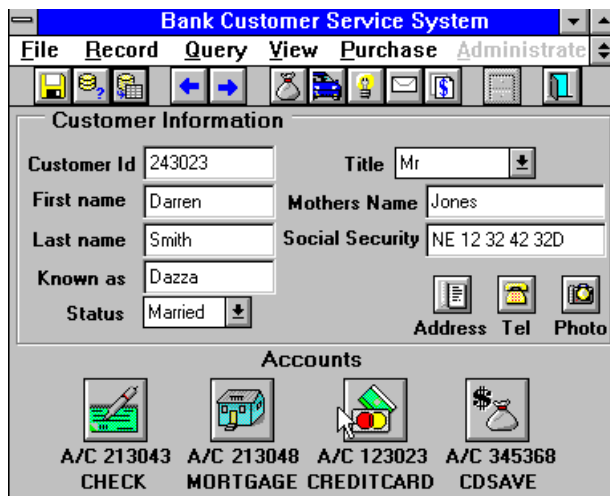 Bank Customer Service System
File Record Query View Purchase Administrate
Customer Information
Customer Id 243023 Title Mr
First name Darren Mothers Name Jones
Last name Smith Social Security NE 12 32 42 32D
Known as Dazza
Status Married
Address Tel Photo
Accounts
A/C 213043 A/C 213048 A/C 123023 A/C 345368
CHECK MORTGAGE CREDITCARD CDSAVE